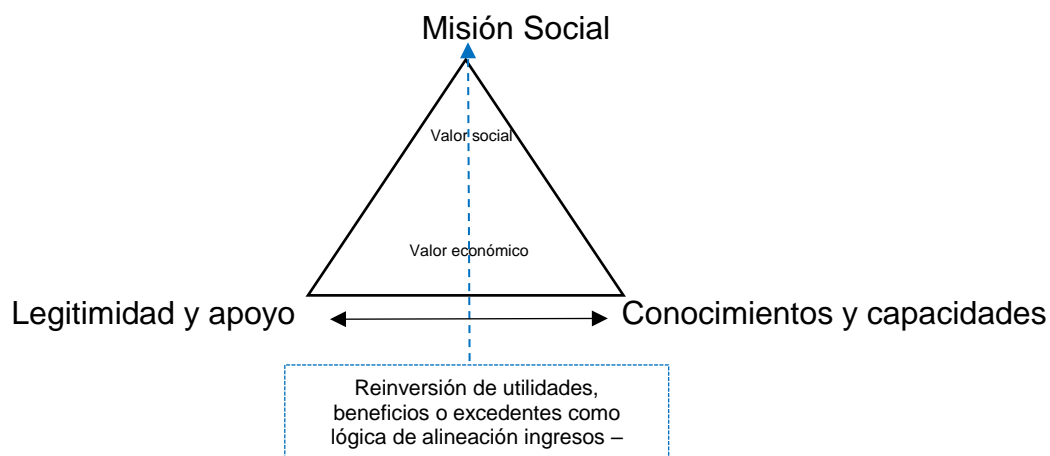 Misión Social
Valor social
Valor económico
Legitimidad y apoyo
Conocimientos y capacidades
Reinversión de utilidades,
beneficios o excedentes como
lógica de alineación ingresos –